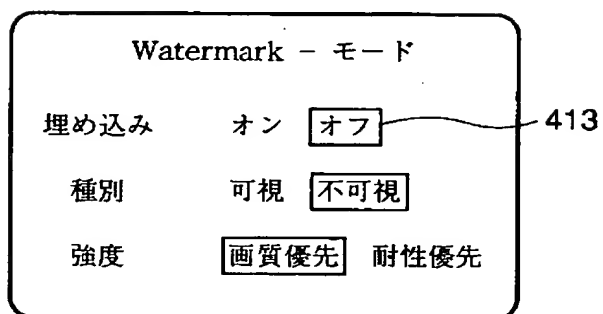 Watermark － モード
埋め込み オン オフ 413
種別 可視 不可視
強度 画質優先 耐性優先